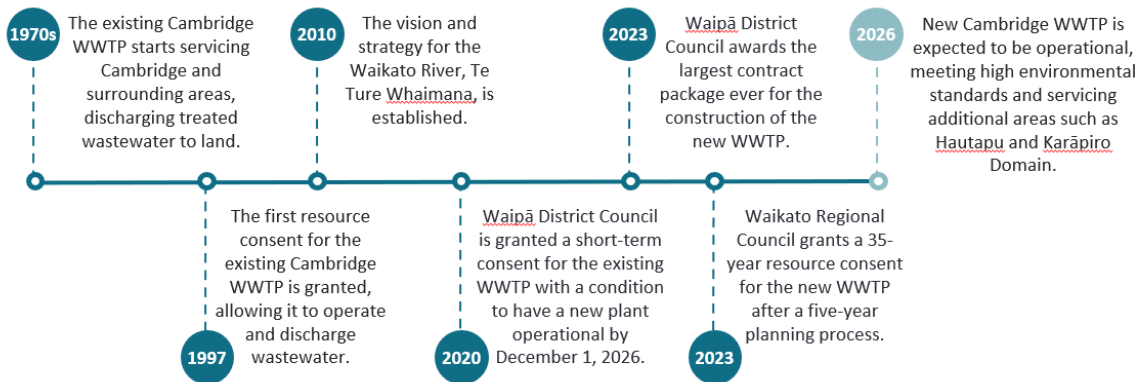 1970s
The existing Cambridge
WWTP starts servicing
Cambridge and
surrounding areas,
discharging treated
wastewater to land.
1997
The first resource
consent for the
existing Cambridge
WWTP is granted,
allowing it to operate
and discharge
wastewater.
2010
The vision and
strategy for the
Waikato River, Te
Ture Whaimana, is
established.
2020
Waipā District Council
is granted a short-term
consent for the existing
WWTP with a condition
to have a new plant
operational by
December 1, 2026.
2023
Waipā District
Council awards the
largest contract
package ever for the
construction of the
new WWTP.
2023
Waikato Regional
Council grants a 35-
year resource consent
for the new WWTP
after a five-year
planning process.
2026
New Cambridge WWTP is
expected to be operational,
meeting high environmental
standards and servicing
additional areas such as
Hautapu and Karāpiro
Domain.